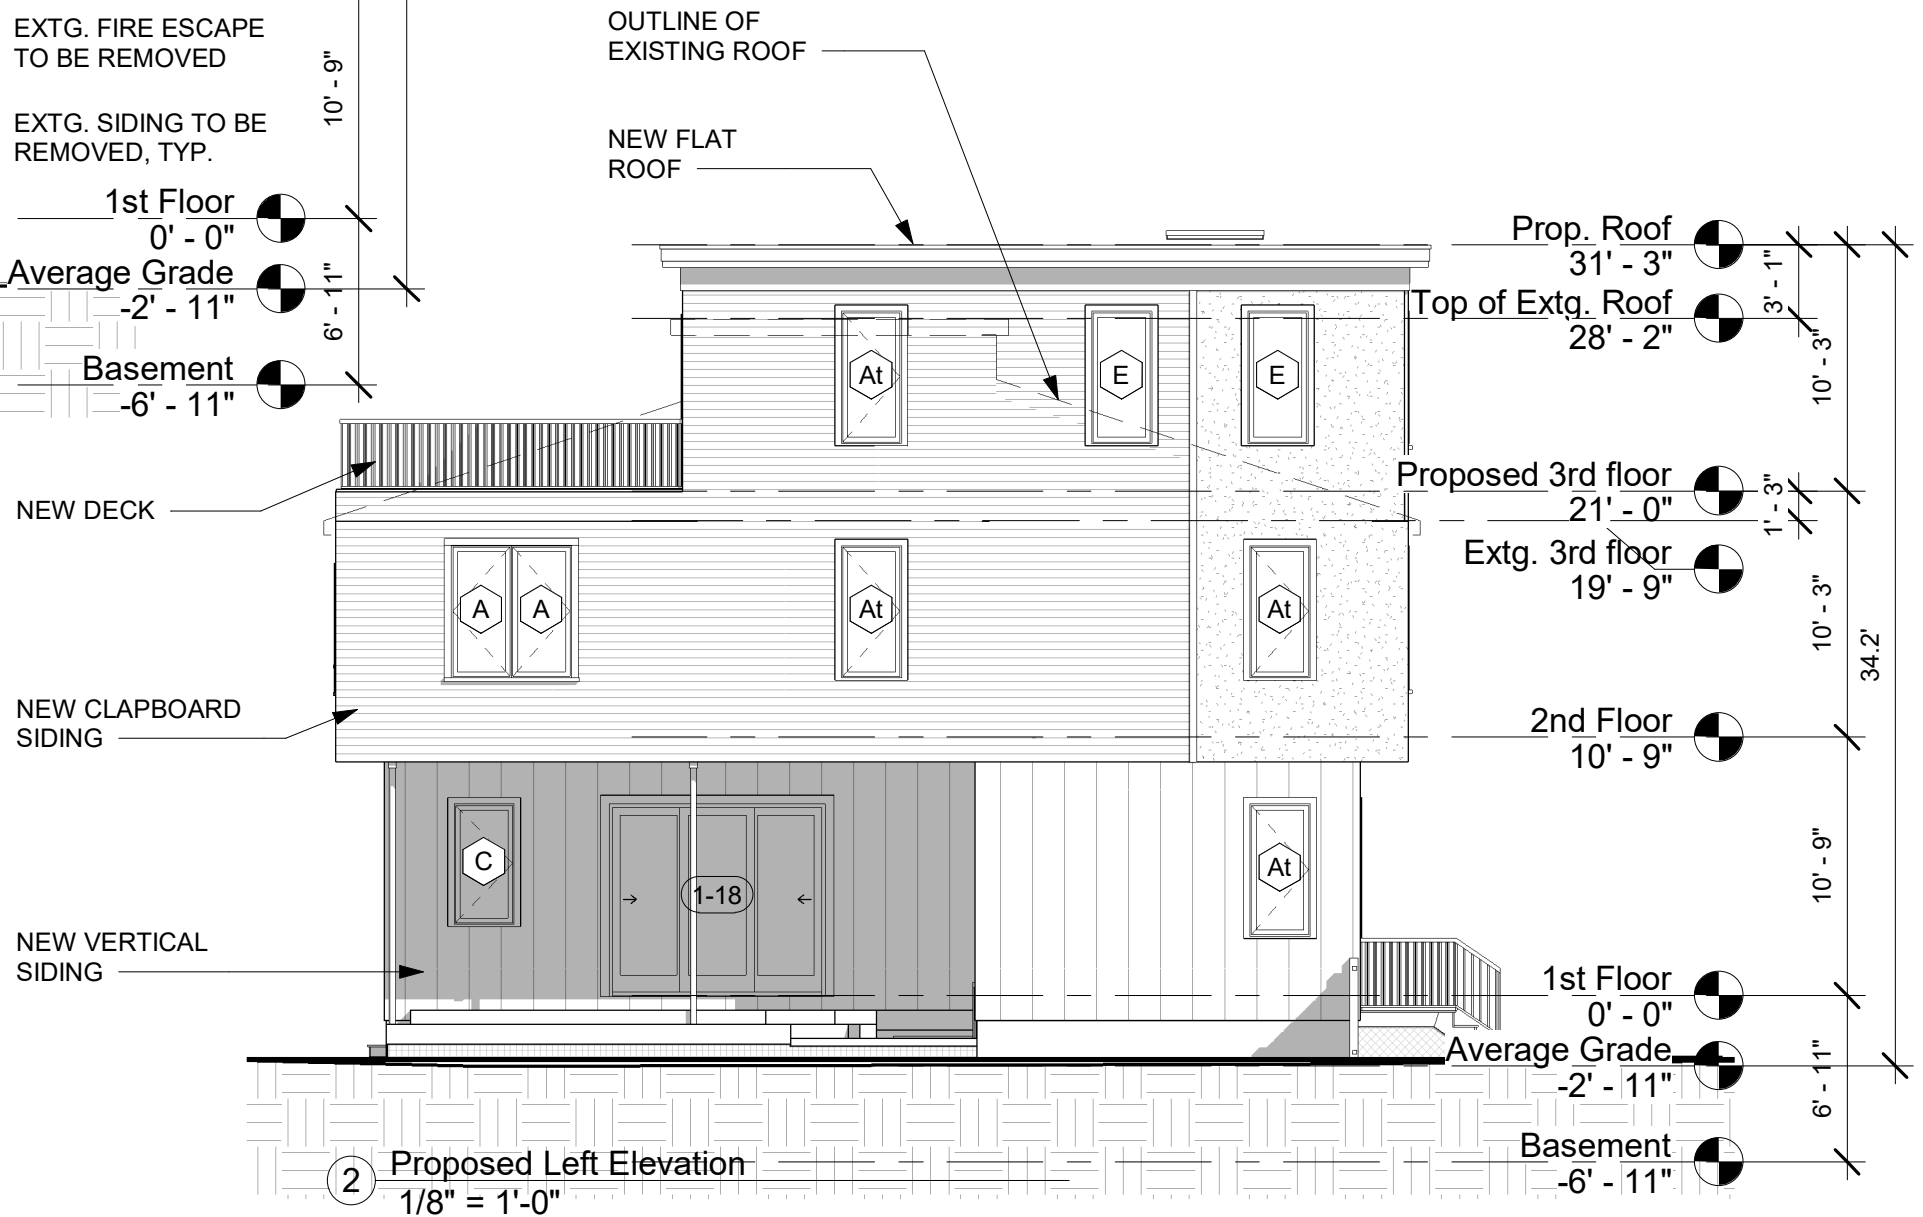 EXTG. FIRE ESCAPE
TO BE REMOVED
EXTG. SIDING TO BE
REMOVED, TYP.
10' - 9"
1st Floor
0' - 0"
Average Grade
-2' - 11"
6' - 11"
Basement
-6' - 11"
OUTLINE OF
EXISTING ROOF
NEW FLAT
ROOF
NEW DECK
NEW CLAPBOARD
SIDING
NEW VERTICAL
SIDING
At
E
E
A
A
At
At
C
1-18
At
Prop. Roof
31' - 3"
3' - 1"
Top of Extg. Roof
28' - 2"
10' - 3"
Proposed 3rd floor
21' - 0"
1' - 3"
Extg. 3rd floor
19' - 9"
10' - 3"
34.2'
2nd Floor
10' - 9"
10' - 9"
1st Floor
0' - 0"
Average Grade
-2' - 11"
6' - 11"
Basement
-6' - 11"
2
Proposed Left Elevation
1/8" = 1'-0"